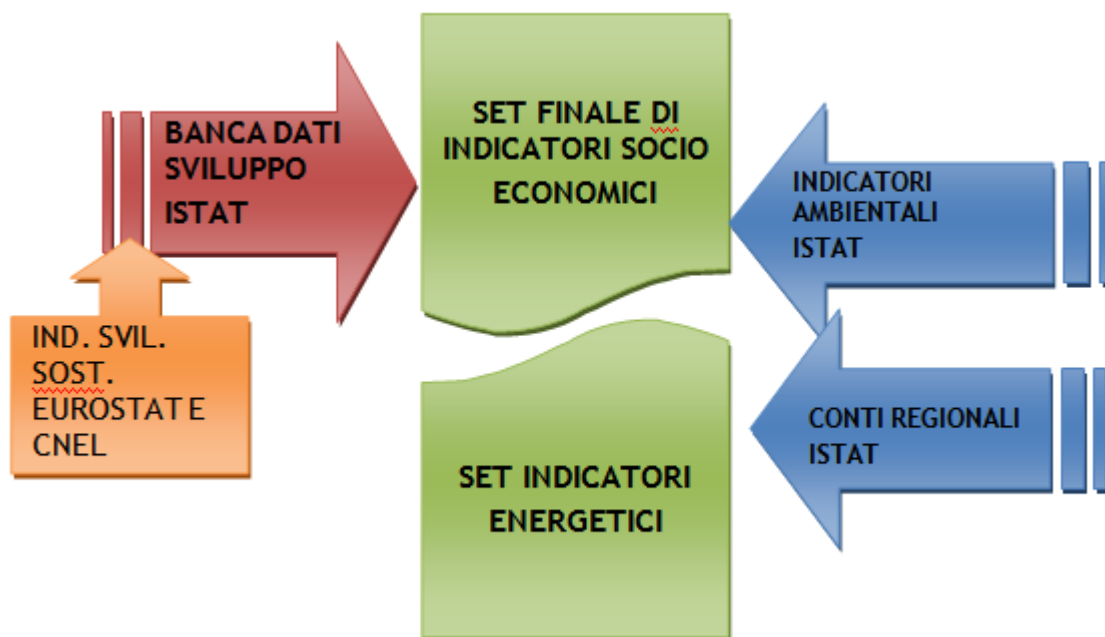 BANCA DATI
SVILUPPO
ISTAT
IND. SVIL.
SOST.
EUROSTAT E
CNEL
SET FINALE DI
INDICATORI SOCIO
ECONOMICI
SET INDICATORI
ENERGETICI
INDICATORI
AMBIENTALI
ISTAT
CONTI REGIONALI
ISTAT